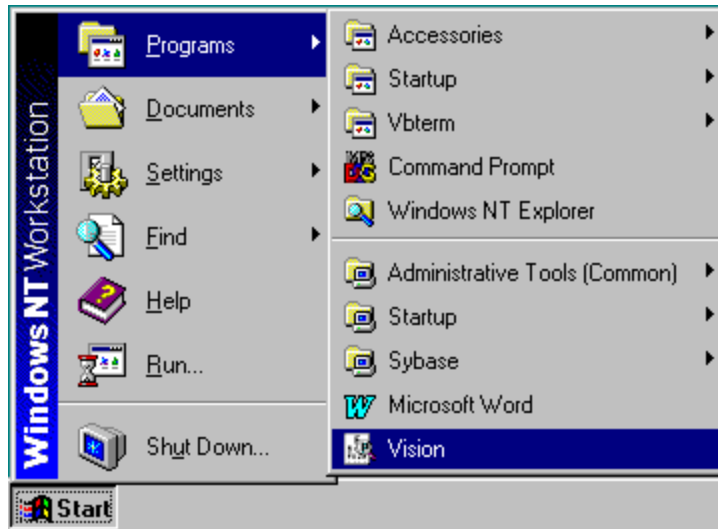 Windows NT Workstation
Programs
Documents
Settings
Find
Help
Run...
Shut Down...
Accessories
Startup
Vbterm
Command Prompt
Windows NT Explorer
Administrative Tools (Common)
Startup
Sybase
Microsoft Word
Vision
Start